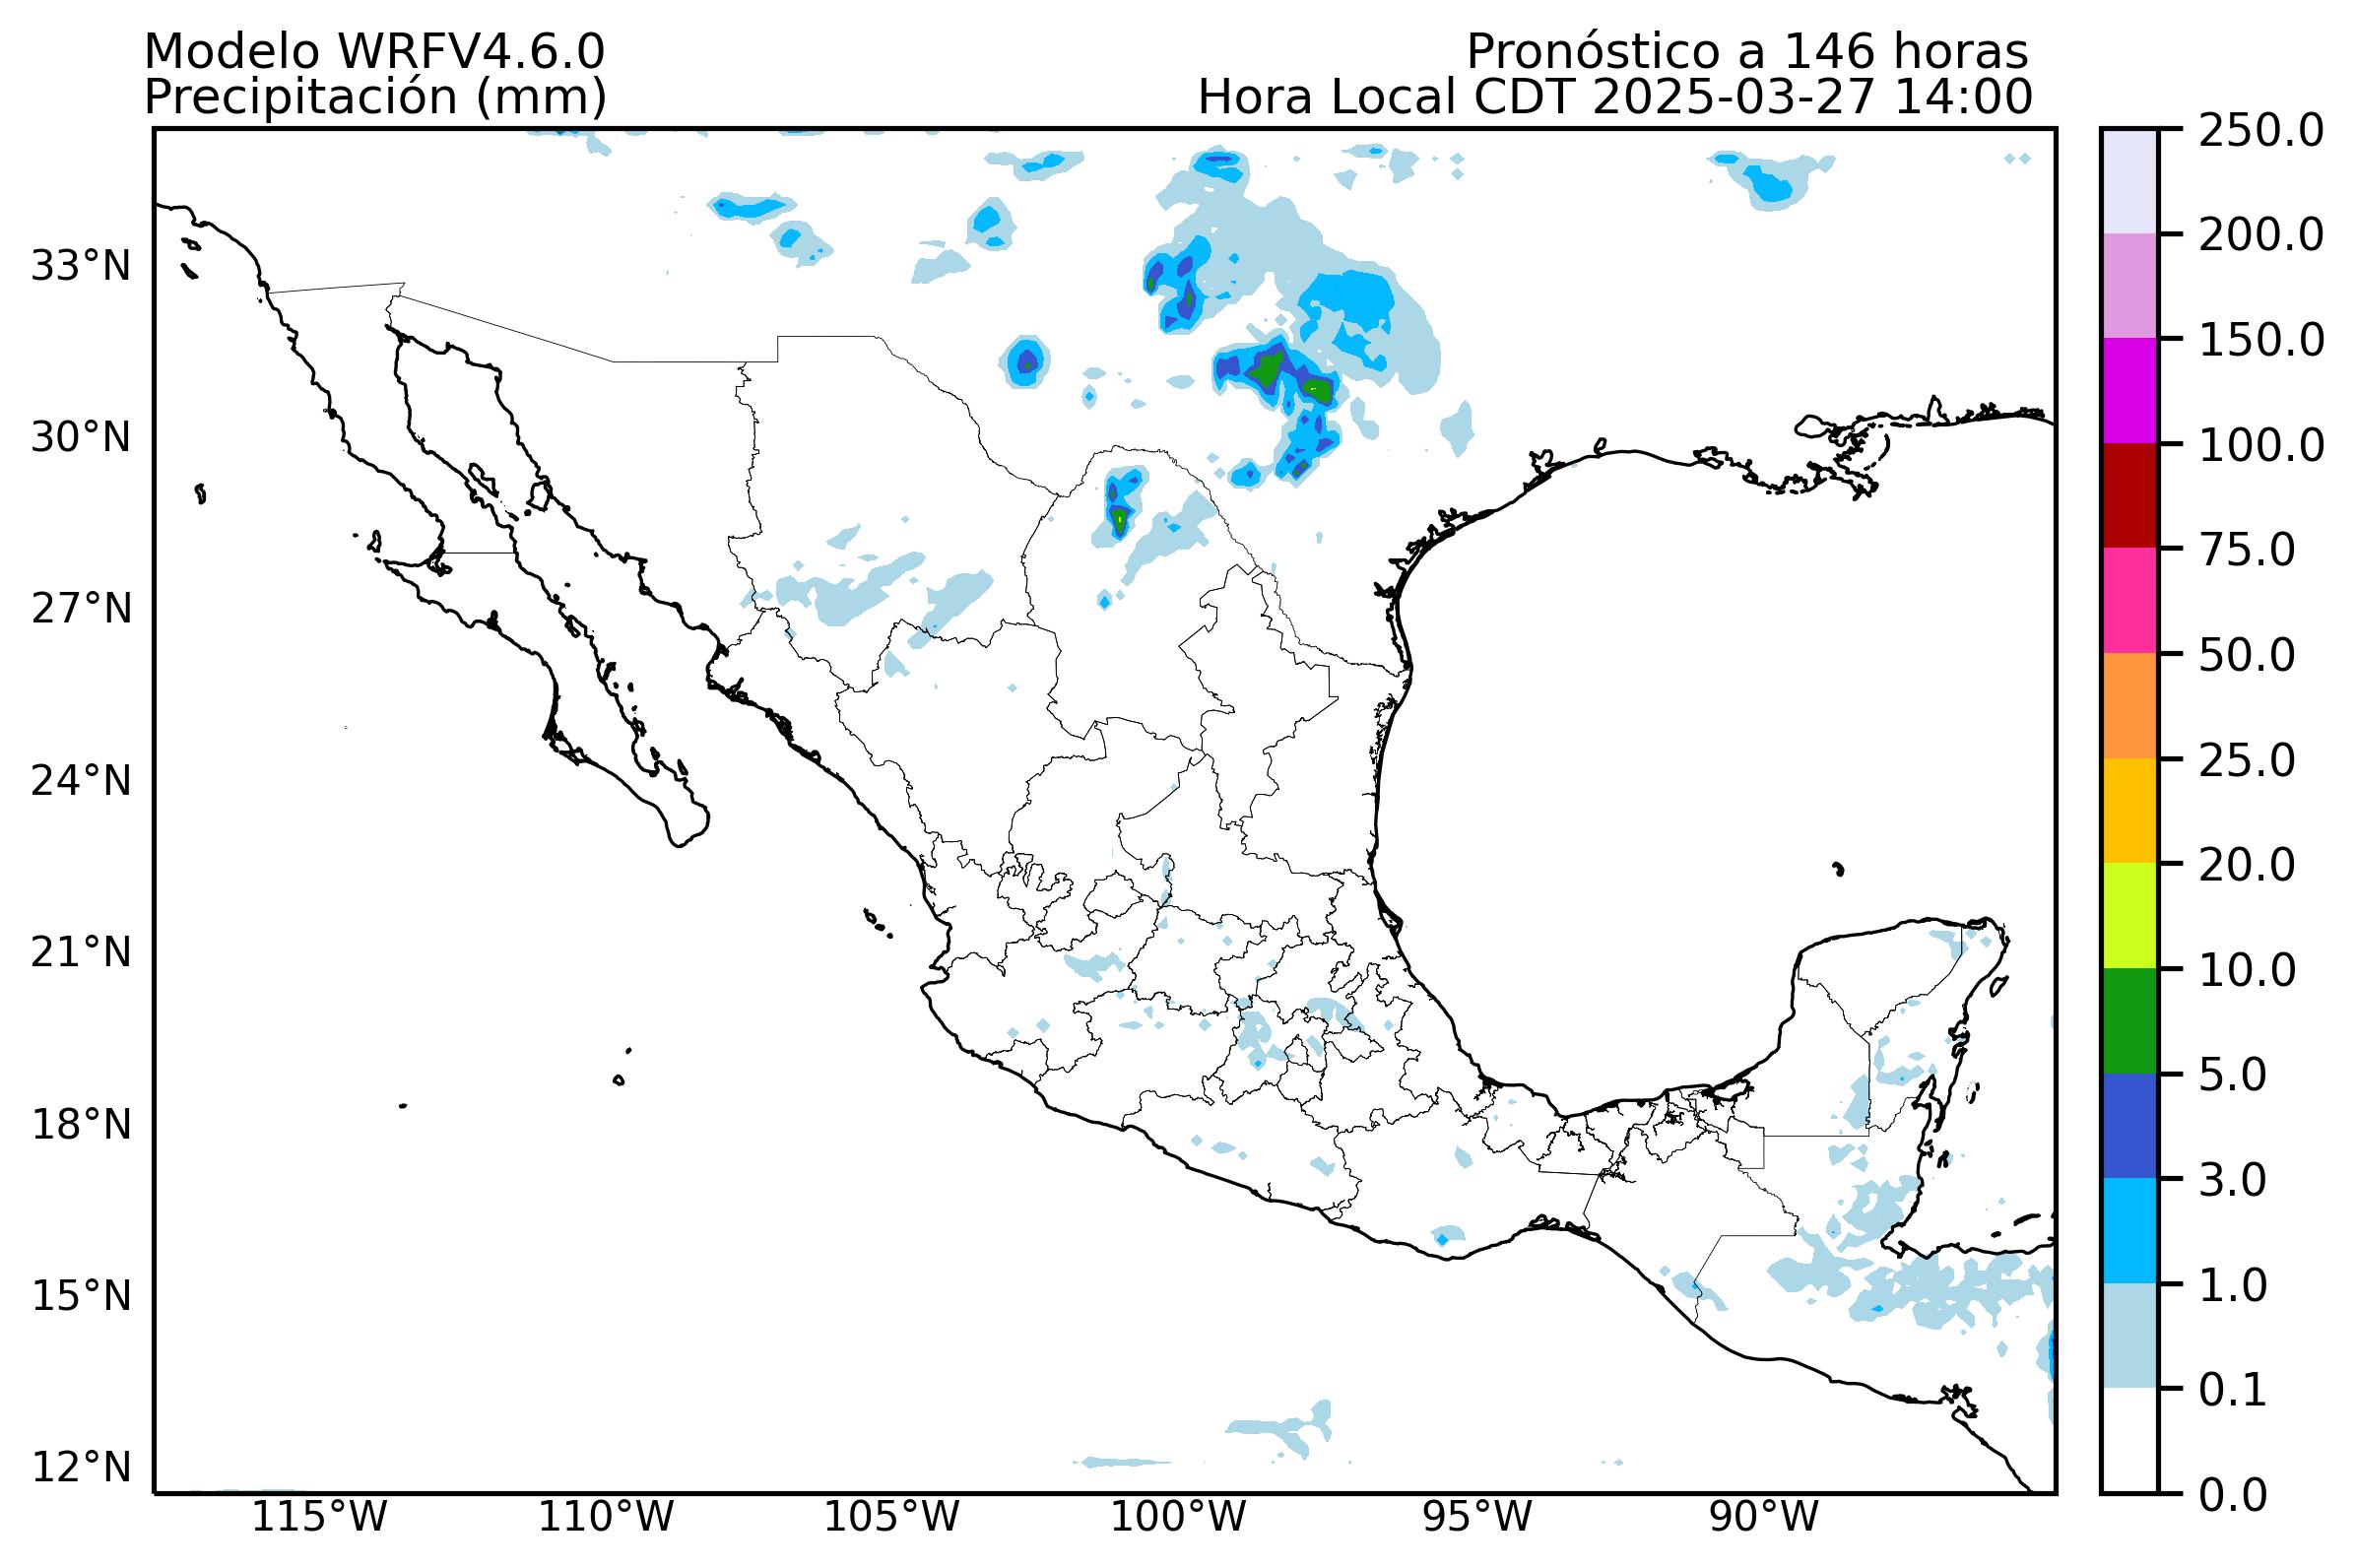 Modelo WRFV4.6.0
Pronóstico a 146 horas
Precipitación (mm)
Hora Local CDT 2025-03-27 14:00
33°N
30°N
27°N
24°N
21°N
18°N
15°N
12°N
115°W
110°W
105°W
100°W
95°W
90°W
250.0
200.0
150.0
100.0
75.0
50.0
25.0
20.0
10.0
5.0
3.0
1.0
0.1
0.0